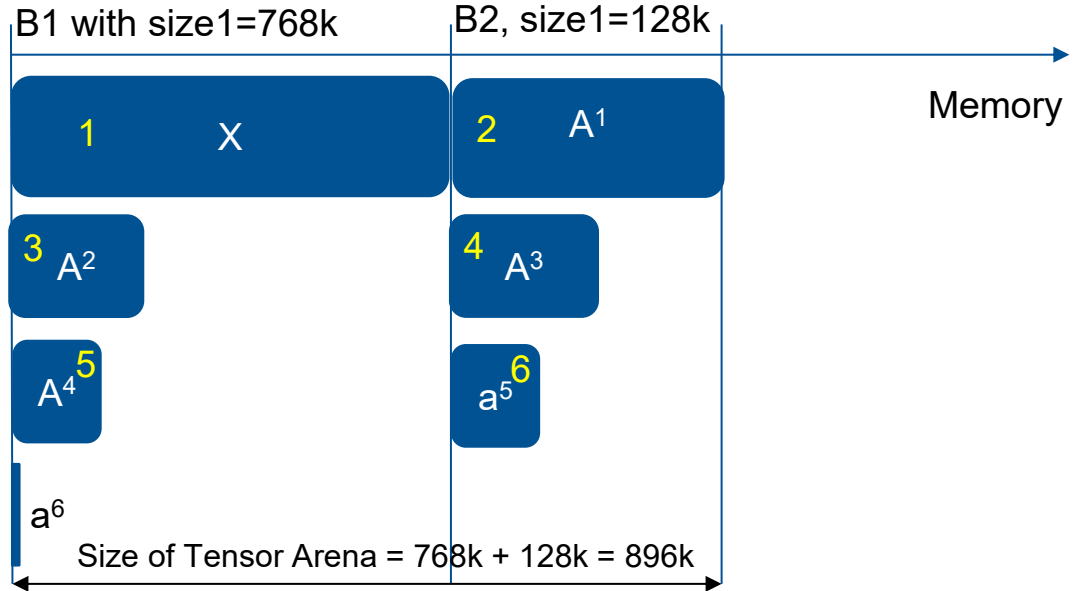 B1 with size1=768k
B2, size1=128k
Memory
1
X
2
A¹
3
A²
4
A³
5
A⁴
6
a⁵
a⁶
Size of Tensor Arena = 768k + 128k = 896k